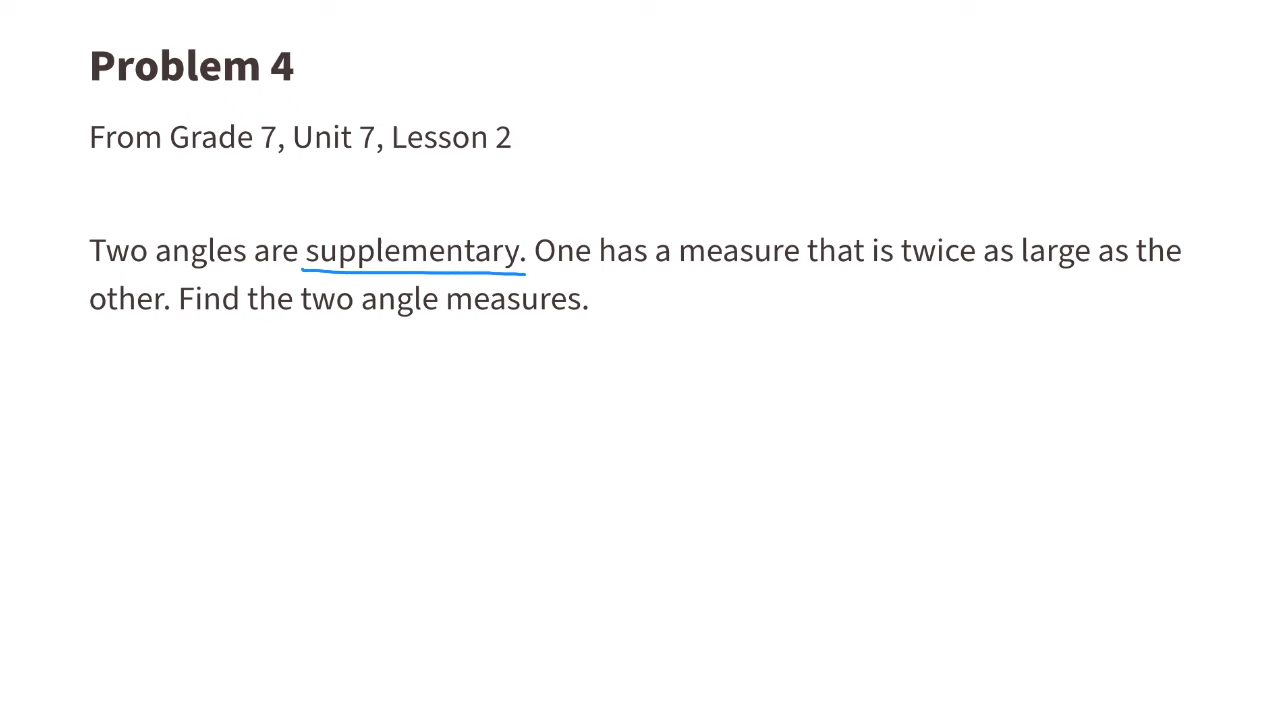 Problem 4
From Grade 7, Unit 7, Lesson 2
Two angles are supplementary. One has a measure that is twice as large as the
other. Find the two angle measures.